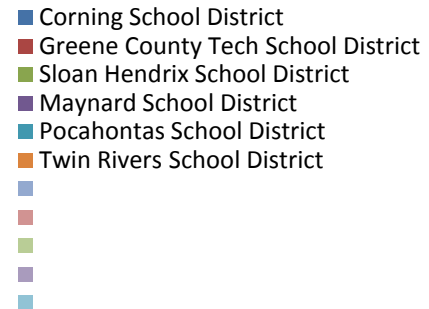 Corning School District
Greene County Tech School District
Sloan Hendrix School District
Maynard School District
Pocahontas School District
Twin Rivers School District